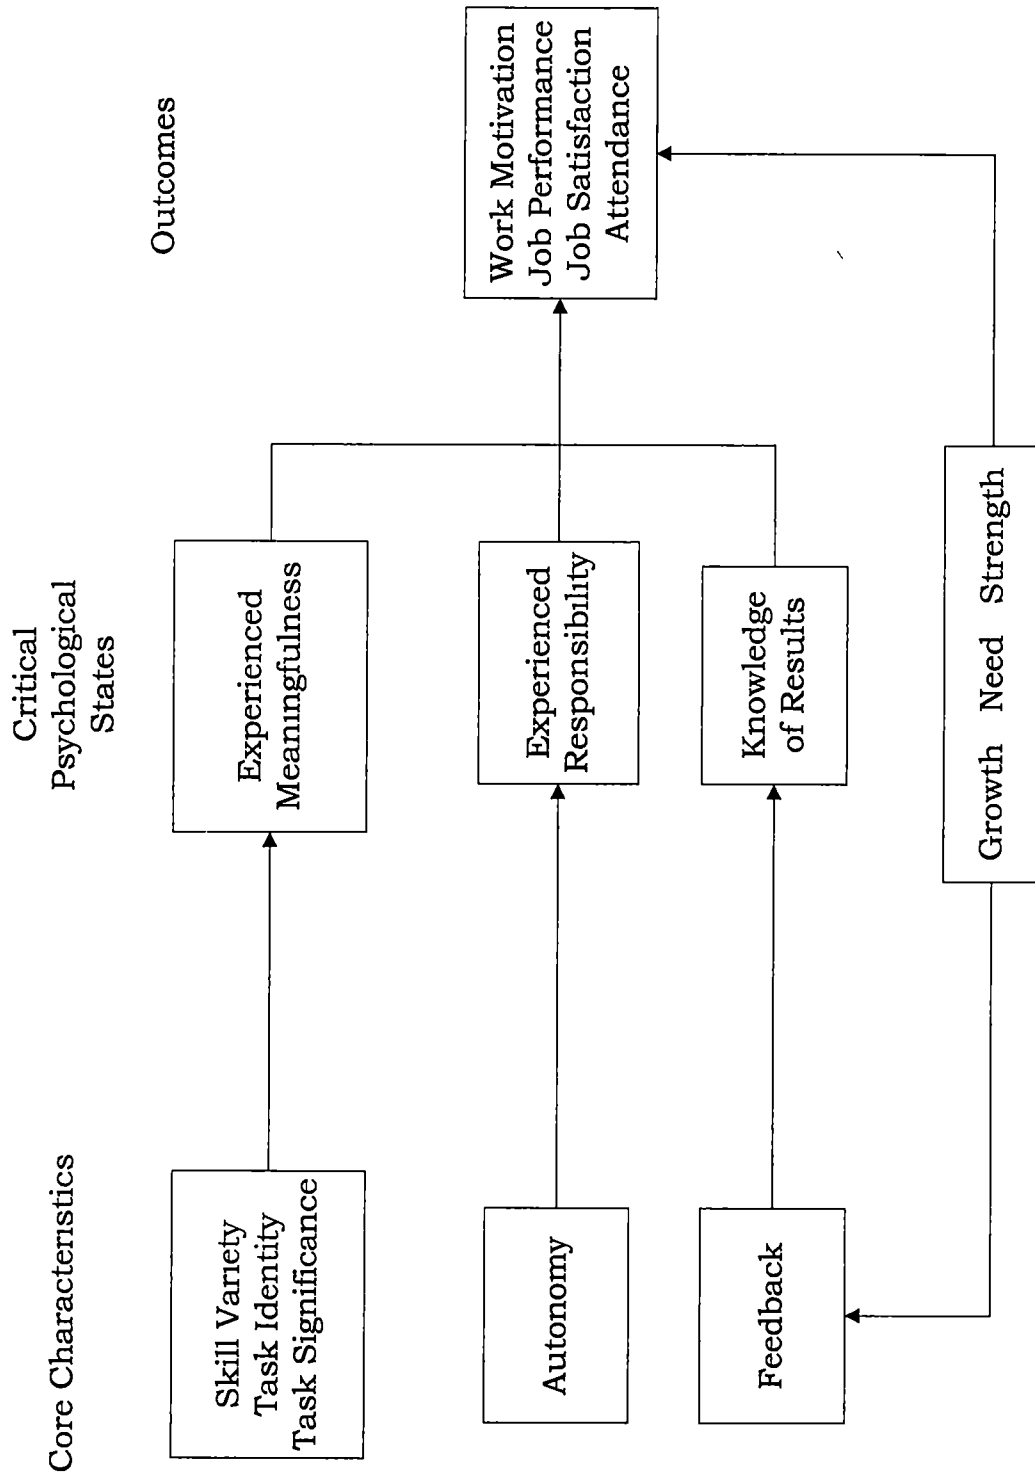 Core Characteristics
Critical
Psychological
States
Outcomes
Skill Variety
Task Identity
Task Significance
Experienced
Meaningfulness
Work Motivation
Job Performance
Job Satisfaction
Attendance
Autonomy
Experienced
Responsibility
Feedback
Knowledge
of Results
Growth Need Strength